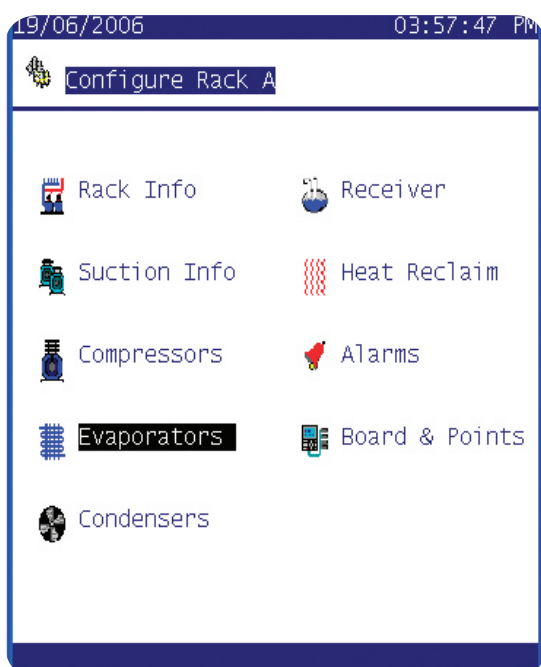 19/06/2006 03:57:47 PM
Configure Rack A
Rack Info
Receiver
Suction Info
Heat Reclaim
Compressors
Alarms
Evaporators
Board & Points
Condensers